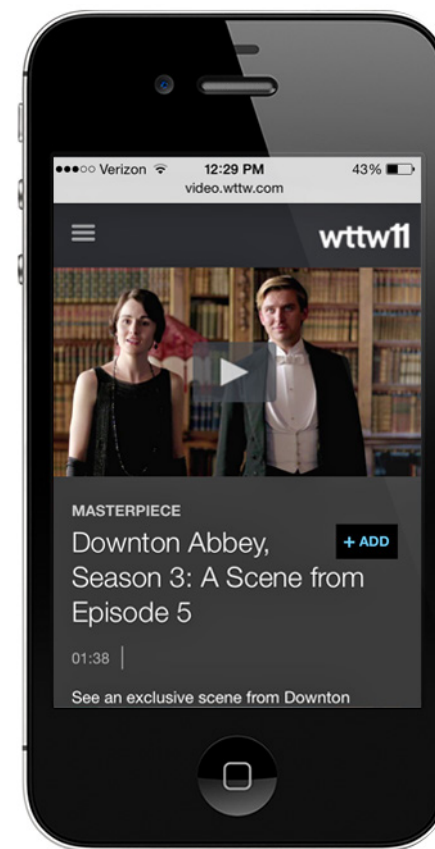 ●●●○○ Verizon 12:29 PM 43%
video.wttw.com
wttw11
MASTERPIECE
Downton Abbey,
Season 3: A Scene from
Episode 5
+ ADD
01:38
See an exclusive scene from Downton